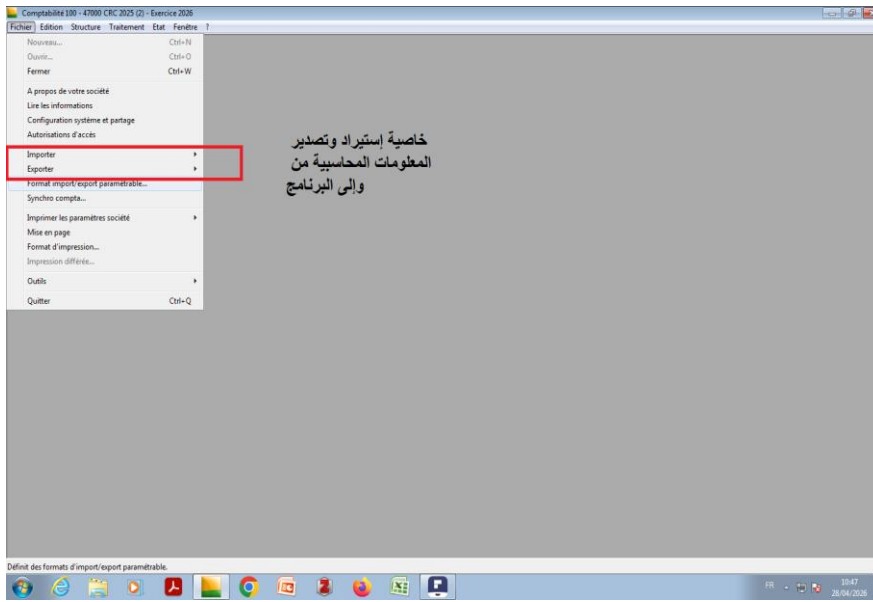 Comptabilité 100 - 47000 CRC 2025 (2) - Exercice 2026
Fichier Edition Structure Traitement Etat Fenêtre ?
Nouveau... Ctrl+N
Ouvrir... Ctrl+O
Fermer Ctrl+W
A propos de votre société
Lire les informations
Configuration système et partage
Autorisations d'accès
Importer
Exporter
Format import/export paramétrable...
Synchro compta...
Imprimer les paramètres société
Mise en page
Format d'impression...
Impression différée...
Outils
Quitter Ctrl+Q
خاصية إستيراد وتصدير
المعلومات المحاسبية من
وإلى البرنامج
Définit des formats d'import/export paramétrable.
FR
10:47
28/04/2026